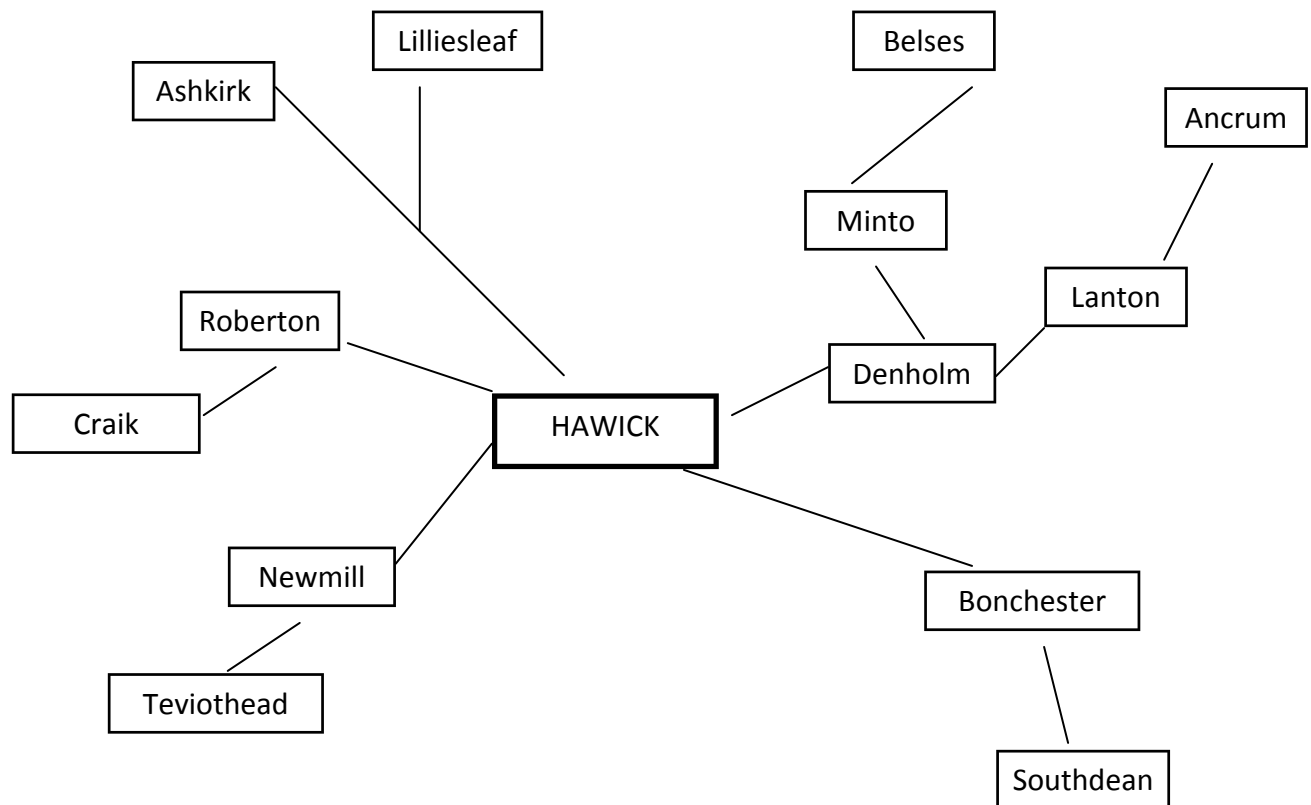 Lilliesleaf
Belses
Ashkirk
Ancrum
Minto
Lanton
Roberton
Denholm
Craik
HAWICK
Newmill
Bonchester
Teviothead
Southdean